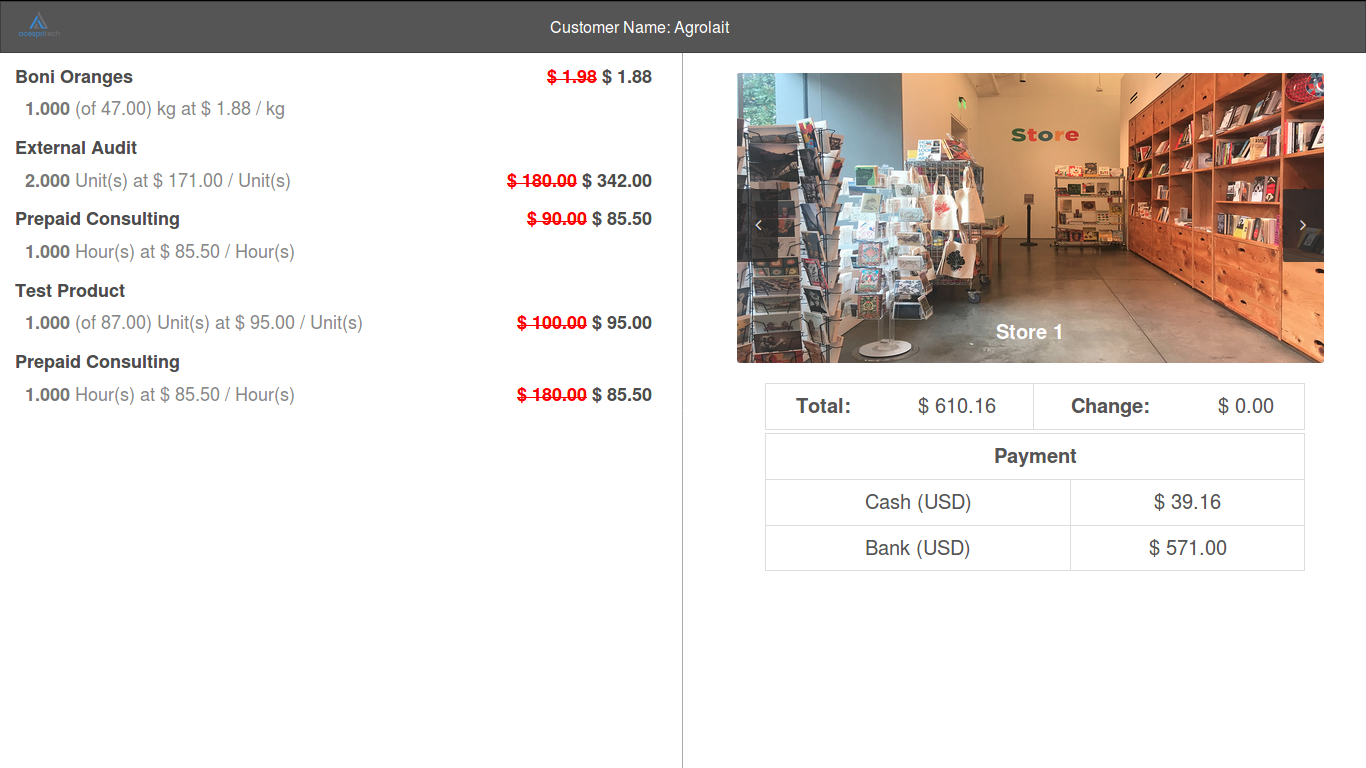 acespritech
Customer Name: Agrolait
Boni Oranges $ 1.98 $ 1.88
1.000 (of 47.00) kg at $ 1.88 / kg
External Audit
2.000 Unit(s) at $ 171.00 / Unit(s) $ 180.00 $ 342.00
Prepaid Consulting $ 90.00 $ 85.50
1.000 Hour(s) at $ 85.50 / Hour(s)
Test Product
1.000 (of 87.00) Unit(s) at $ 95.00 / Unit(s) $ 100.00 $ 95.00
Prepaid Consulting
1.000 Hour(s) at $ 85.50 / Hour(s) $ 180.00 $ 85.50
Store
Store 1
Total: $ 610.16 Change: $ 0.00
Payment
Cash (USD) $ 39.16
Bank (USD) $ 571.00